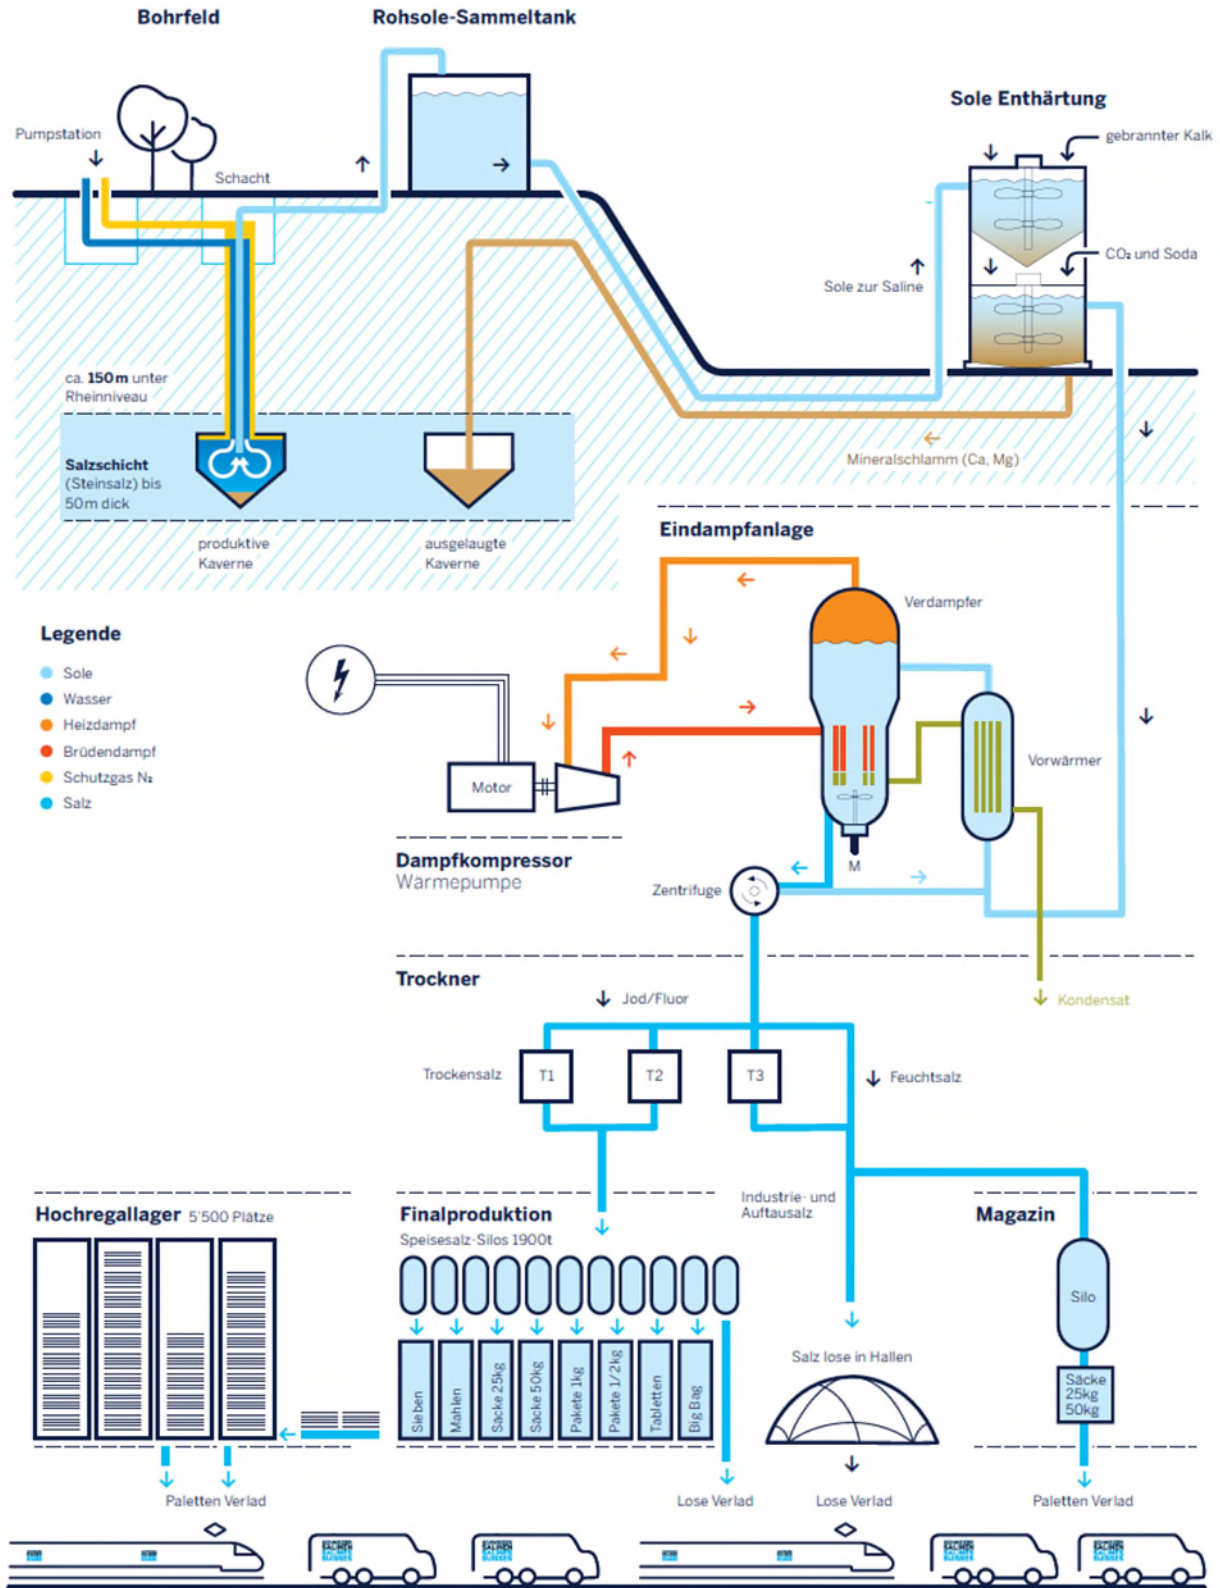 Bohrfeld
Rohsole-Sammeltank
Sole Enthärtung
Pumpstation
Schacht
gebrannter Kalk
CO₂ und Soda
Sole zur Saline
ca. 150 m unter
Rheinniveau
Salzschicht
(Steinsalz) bis
50 m dick
Mineralschlamm (Ca, Mg)
produktive
Kaverne
ausgelaugte
Kaverne
Eindampfanlage
Verdampfer
Legende
Sole
Wasser
Heizdampf
Brüdendampf
Schutzgas N₂
Salz
Motor
Vorwärmer
M
Dampfkompressor
Wärmepumpe
Zentrifuge
Trockner
Jod/Fluor
Kondensat
Trockensalz
T1
T2
T3
Feuchtsalz
Hochregallager 5'500 Plätze
Finalproduktion
Speisesalz-Silos 1900t
Industrie- und
Auftausalz
Magazin
Silo
Sieben
Mahlen
Säcke 25kg
Säcke 50kg
Pakete 1kg
Pakete 1/2kg
Tabletten
Big Bag
Salz lose in Hallen
Säcke
25kg
50kg
Paletten Verlad
Lose Verlad
Lose Verlad
Paletten Verlad